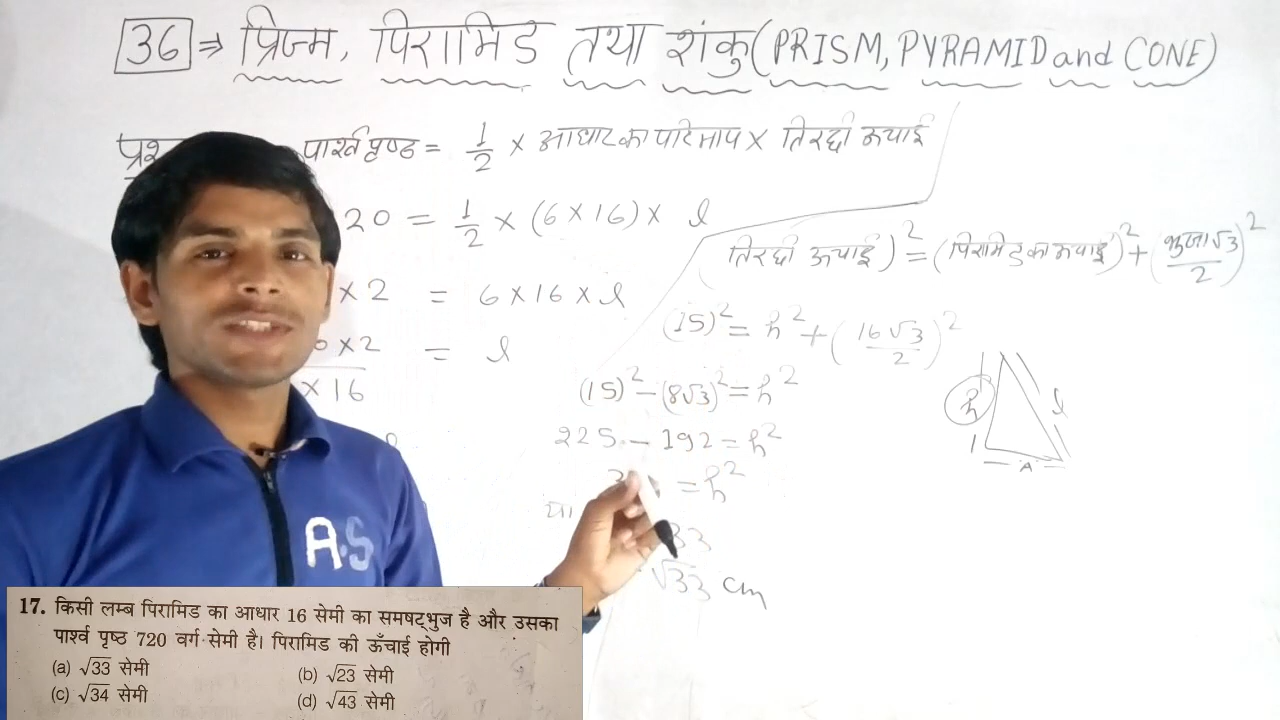 36 ⇒ प्रिज्म, पिरामिड तथा शंकु (PRISM, PYRAMID and CONE)
पार्श्व पृष्ठ = 1/2 × आधार का परिमाप × तिरछी ऊचाई
20 = 1/2 × (6×16) × l
×2 = 6×16×l
×2 = l
×16
तिरछी ऊचाई)² = (पिरामिड का ऊचाई)² + (भुजा√3/2)²
(15)² = h² + (16√3/2)²
(15)² - (8√3)² = h²
225 - 192 = h²
= h²
या
33
√33 cm
h
l
A
A.S
17. किसी लम्ब पिरामिड का आधार 16 सेमी का समषट्भुज है और उसका
पार्श्व पृष्ठ 720 वर्ग सेमी है। पिरामिड की ऊँचाई होगी
(a) √33 सेमी (b) √23 सेमी
(c) √34 सेमी (d) √43 सेमी